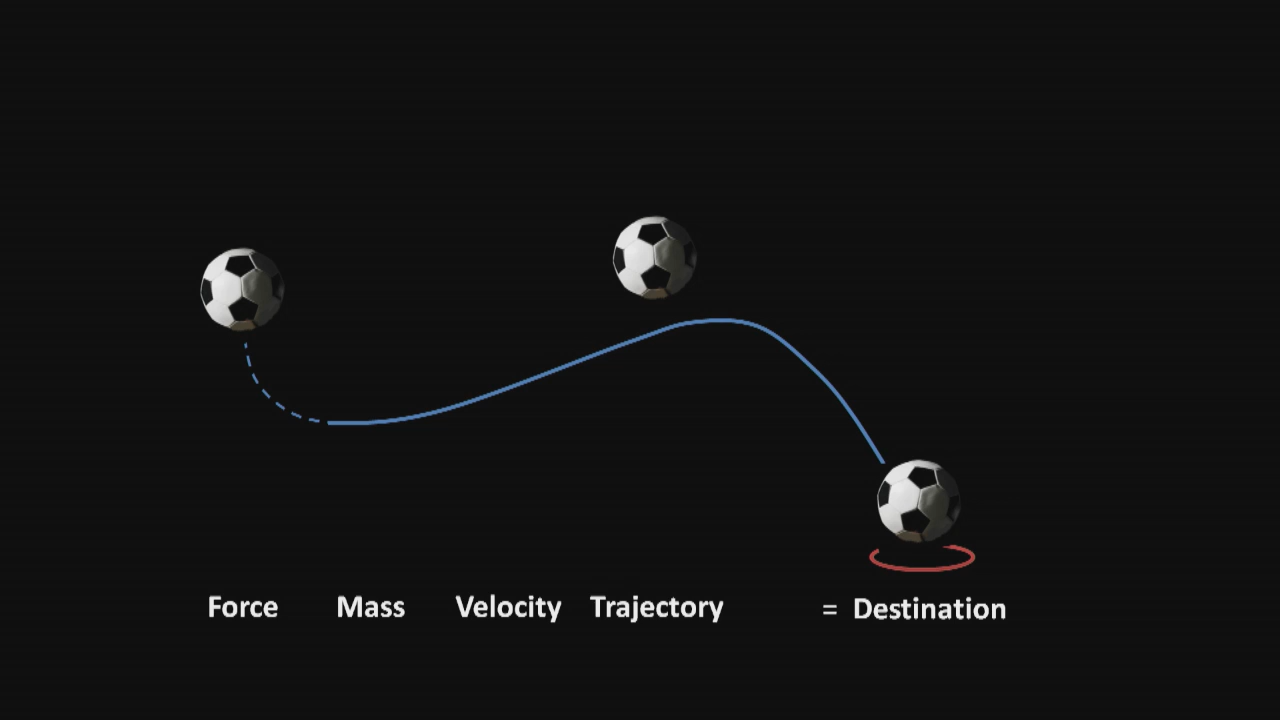 Force Mass Velocity Trajectory = Destination